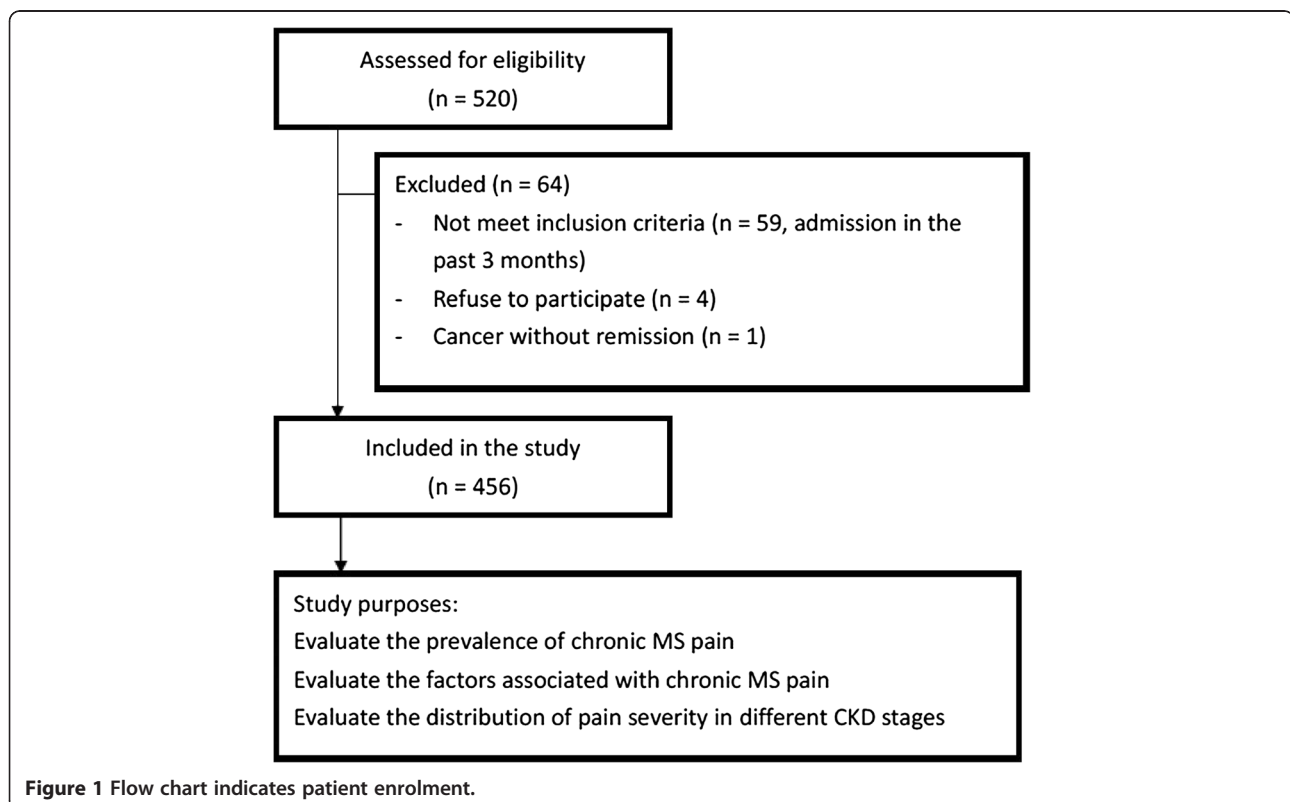 Assessed for eligibility
(n = 520)
Excluded (n = 64)
- Not meet inclusion criteria (n = 59, admission in the
past 3 months)
- Refuse to participate (n = 4)
- Cancer without remission (n = 1)
Included in the study
(n = 456)
Study purposes:
Evaluate the prevalence of chronic MS pain
Evaluate the factors associated with chronic MS pain
Evaluate the distribution of pain severity in different CKD stages
Figure 1 Flow chart indicates patient enrolment.